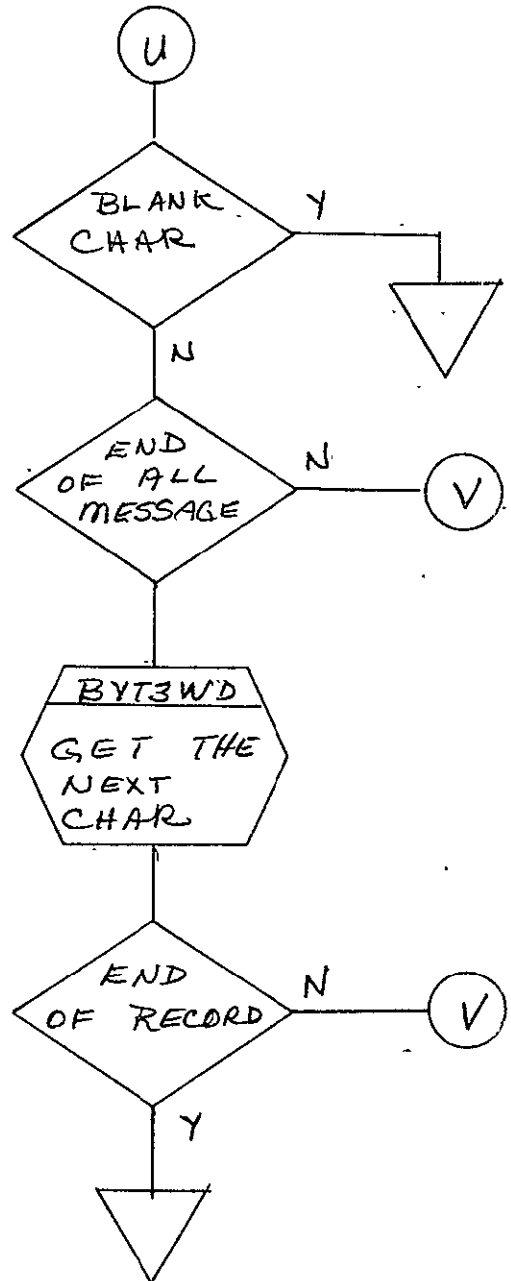 U
BLANK
CHAR
Y
N
END
OF ALL
MESSAGE
N
V
BYT3WD
GET THE
NEXT
CHAR
END
OF RECORD
N
V
Y